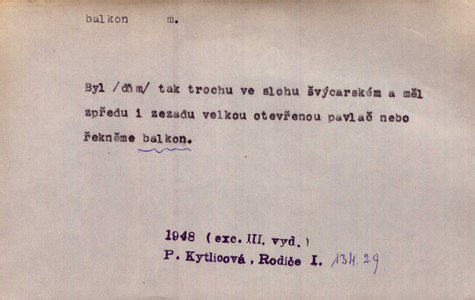 balkon m.
Byl /dům/ tak trochu ve slohu švýcarském a měl
zpředu i zezadu velkou otevřenou pavlač nebo
řekněme balkon.
1948 (exc. III. vyd.)
P. Kytlicová, Rodiče I. 134.29